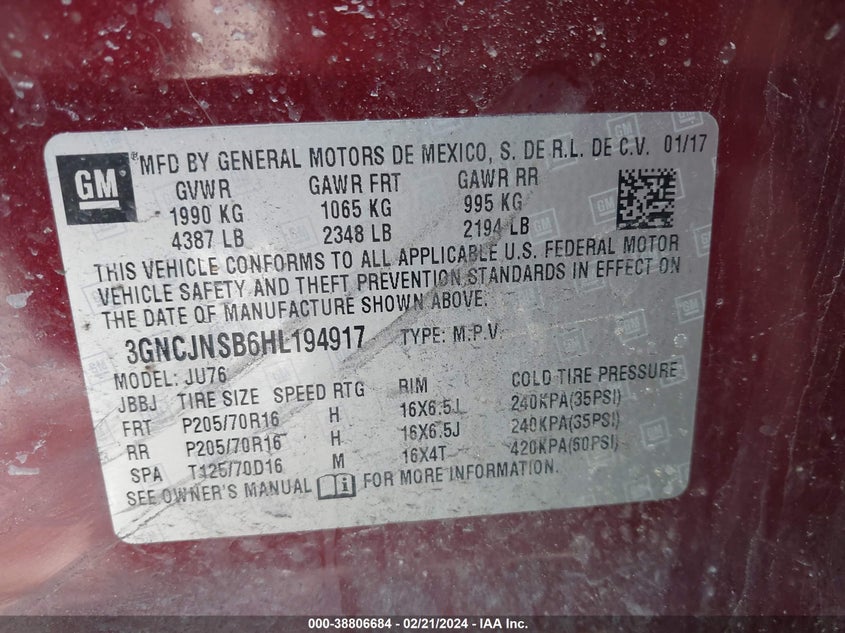 GM
® MFD BY GENERAL MOTORS DE MEXICO, S. DE R.L. DE C.V. 01/17
GVWR GAWR FRT GAWR RR
1990 KG 1065 KG 995 KG
4387 LB 2348 LB 2194 LB
THIS VEHICLE CONFORMS TO ALL APPLICABLE U.S. FEDERAL MOTOR
VEHICLE SAFETY AND THEFT PREVENTION STANDARDS IN EFFECT ON
THE DATE OF MANUFACTURE SHOWN ABOVE.
3GNCJNSB6HL194917 TYPE: M.P.V.
MODEL: JU76
JBBJ TIRE SIZE SPEED RTG RIM COLD TIRE PRESSURE
FRT P205/70R16 H 16X6.5J 240KPA(35PSI)
RR P205/70R16 H 16X6.5J 240KPA(35PSI)
SPA T125/70D16 M 16X4T 420KPA(60PSI)
SEE OWNER'S MANUAL FOR MORE INFORMATION.
000-38806684 / 02/21/2024 - IAA Inc.